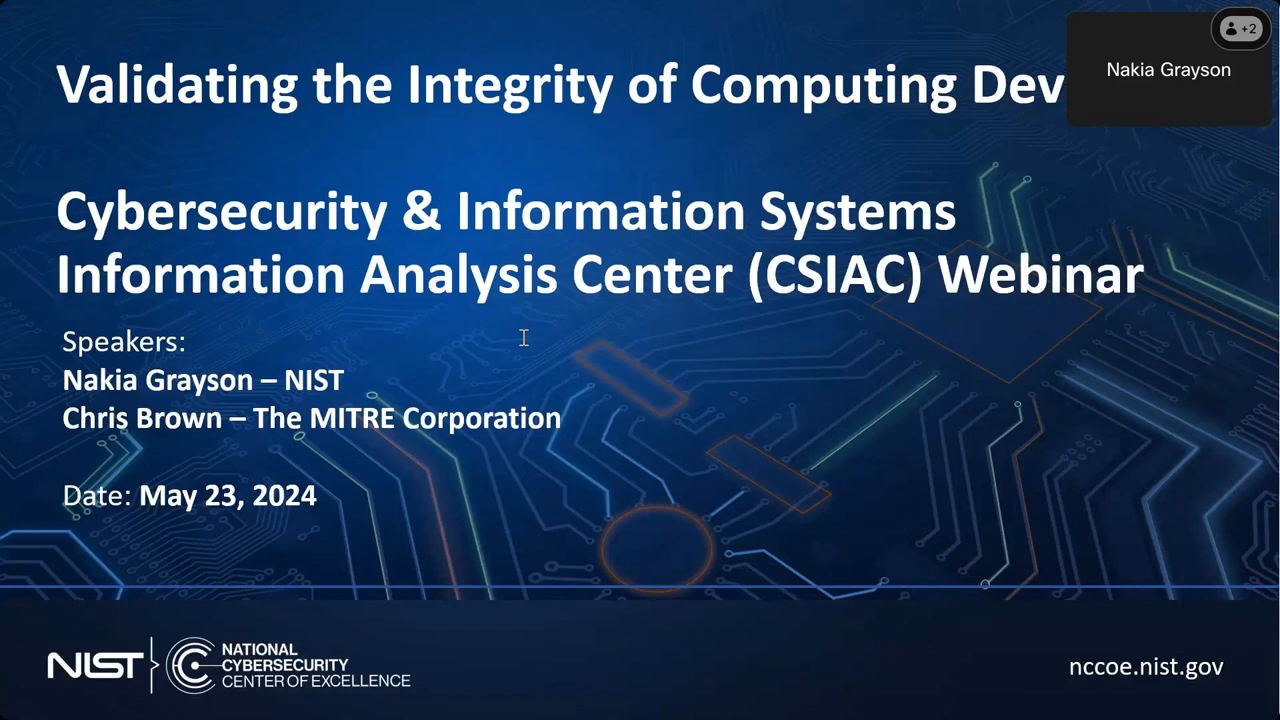 Validating the Integrity of Computing Dev
+2
Nakia Grayson
Cybersecurity & Information Systems
Information Analysis Center (CSIAC) Webinar
Speakers:
Nakia Grayson – NIST
Chris Brown – The MITRE Corporation
Date: May 23, 2024
NIST
NATIONAL
CYBERSECURITY
CENTER OF EXCELLENCE
nccoe.nist.gov